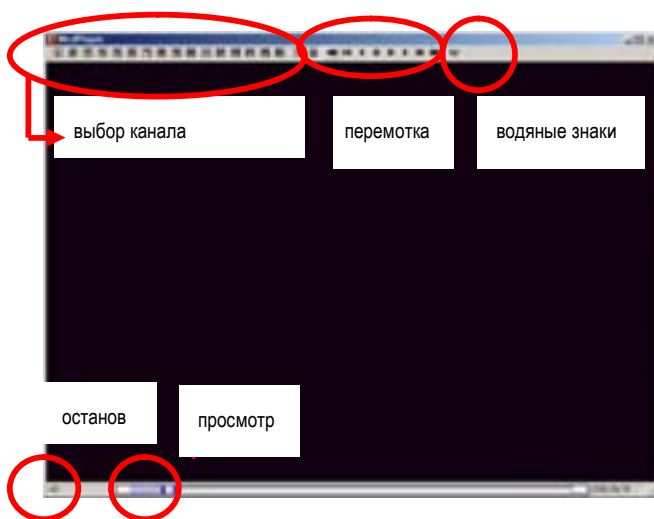 выбор канала
перемотка
водяные знаки
останов
просмотр